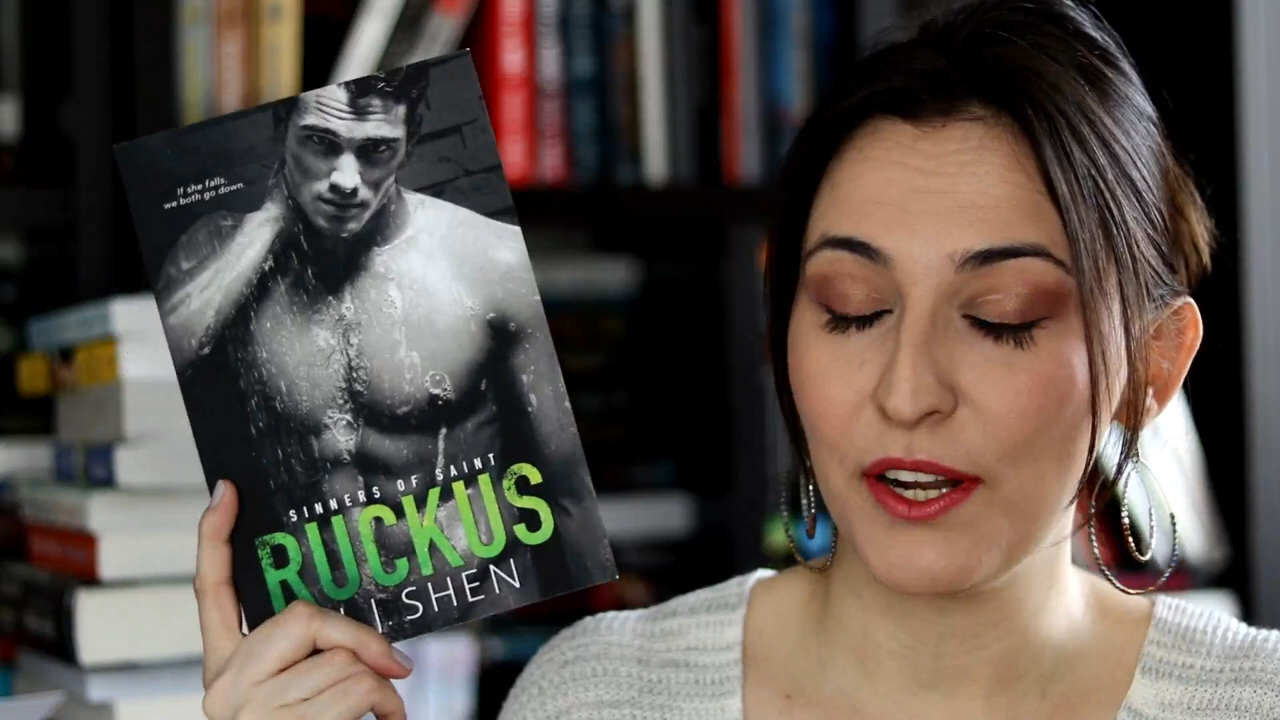 If she falls,
we both go down.
SINNERS OF SAINT
RUCKUS
SHEN